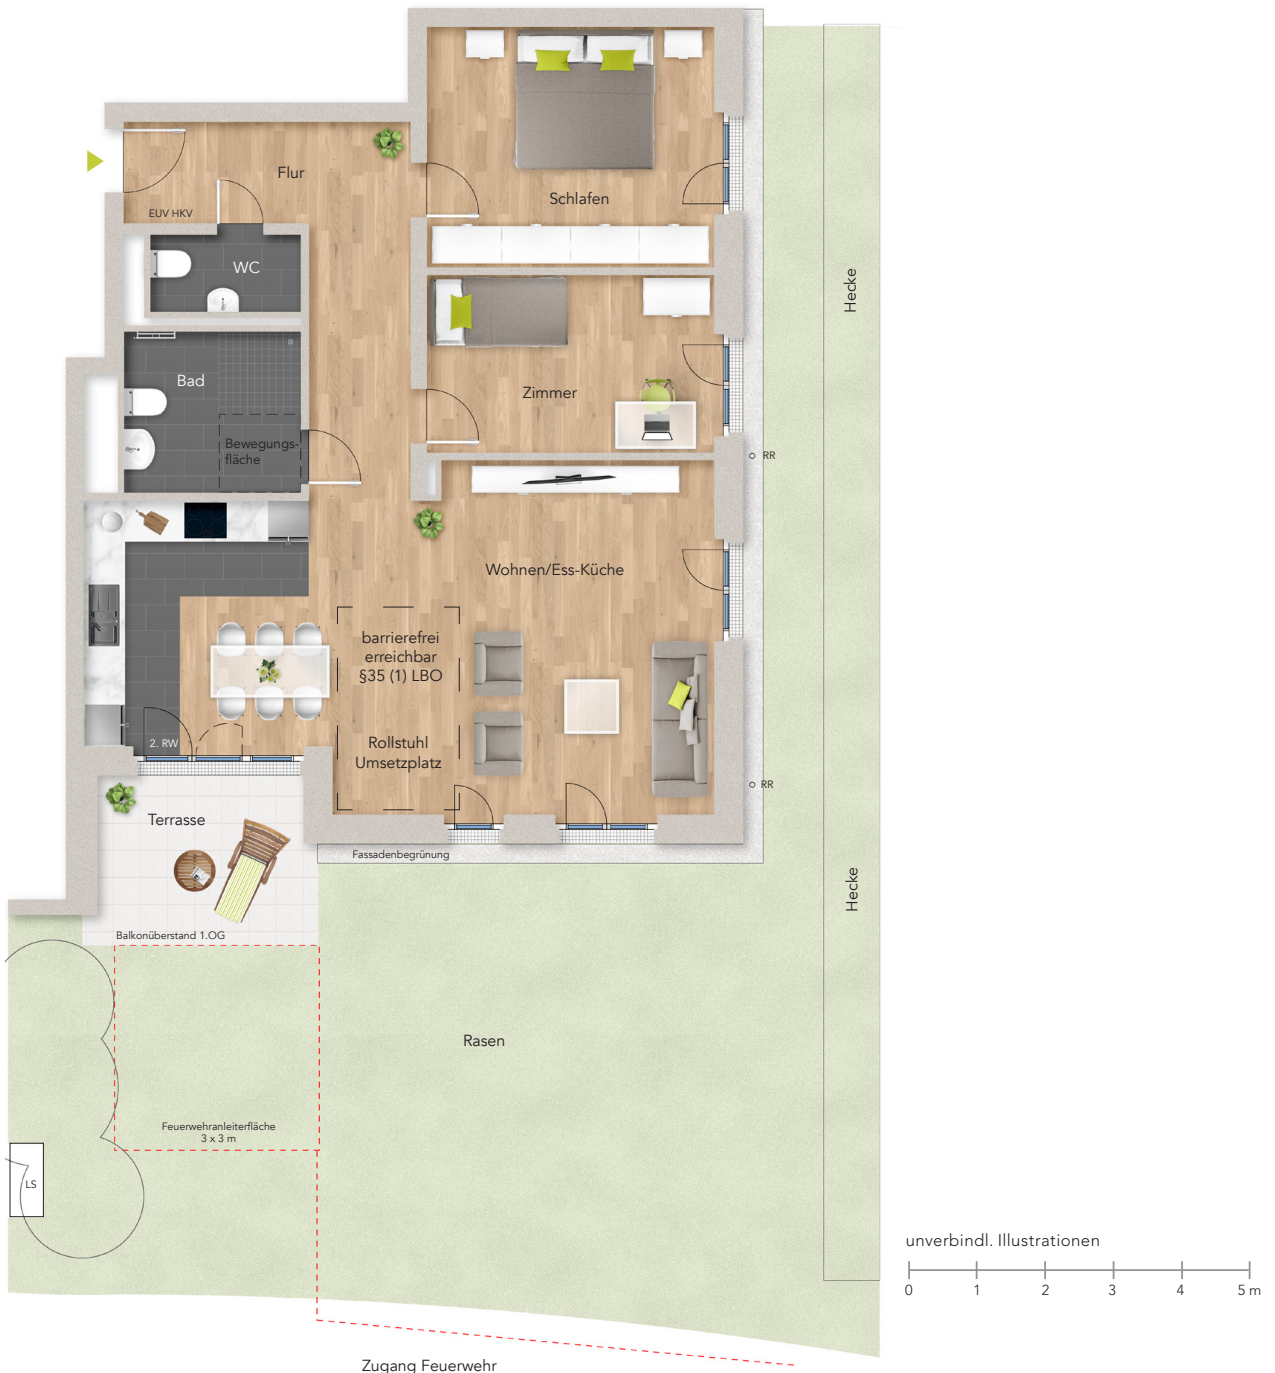 Flur
Schlafen
EUV HKV
WC
Hecke
Bad
Zimmer
Bewegungs-
fläche
RR
Wohnen/Ess-Küche
barrierefrei
erreichbar
§35 (1) LBO
2. RW
Rollstuhl
Umsetzplatz
RR
Terrasse
Fassadenbegrünung
Hecke
Balkonüberstand 1.OG
Rasen
Feuerwehranleiterfläche
3 x 3 m
LS
unverbindl. Illustrationen
0 1 2 3 4 5 m
Zugang Feuerwehr